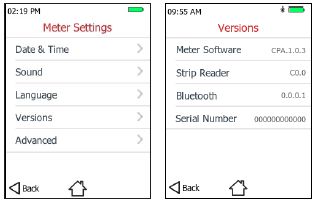 02:19 PM
Meter Settings
Date & Time
Sound
Language
Versions
Advanced
Back
09:55 AM
Versions
Meter Software CPA.1.0.3
Strip Reader C0.0
Bluetooth 0.0.0.1
Serial Number 000000000000
Back